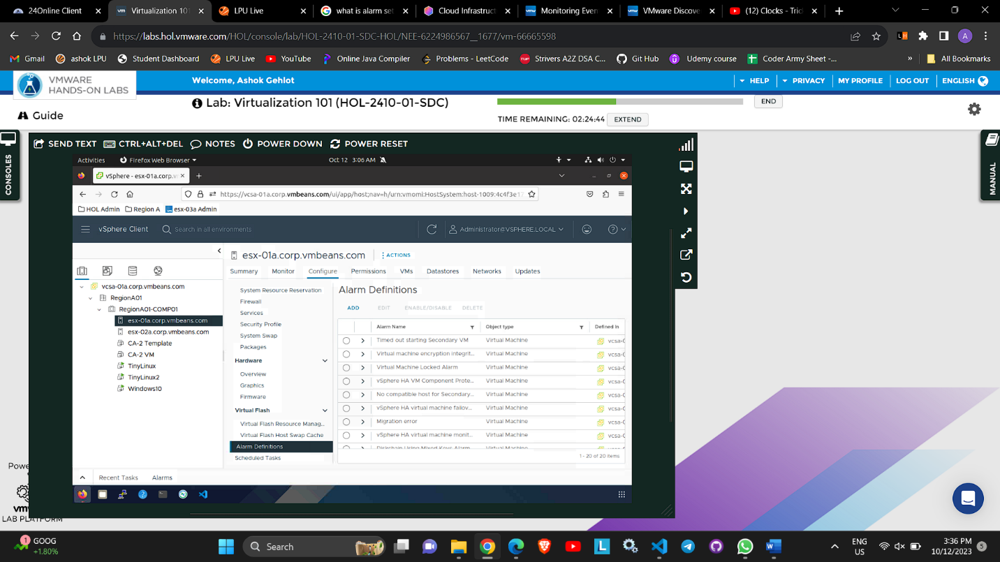 24Online Client
Virtualization 101
LPU Live
what is alarm set
Cloud Infrastruct
Monitoring Even
VMware Discove
(12) Clocks - Tric
https://labs.hol.vmware.com/HOL/console/lab/HOL-2410-01-SDC-HOL/NEE-6224986567__1677/vm-66665598
A
Gmail
ashok LPU
Student Dashboard
LPU Live
YouTube
Online Java Compiler
Problems - LeetCode
Strivers A2Z DSA C...
Git Hub
Udemy course
Coder Army Sheet -...
»
All Bookmarks
VMWARE
HANDS-ON LABS
Welcome, Ashok Gehlot
HELP
PRIVACY
MY PROFILE
LOG OUT
ENGLISH
Guide
Lab: Virtualization 101 (HOL-2410-01-SDC)
END
TIME REMAINING: 02:24:44
EXTEND
CONSOLES
MANUAL
SEND TEXT
CTRL+ALT+DEL
NOTES
POWER DOWN
POWER RESET
Activities
Firefox Web Browser
Oct 12 3:06 AM
vSphere - esx-01a.corp.v
https://vcsa-01a.corp.vmbeans.com/ui/app/host;nav=h/urn:vmomi:HostSystem:host-1009:4c4f3e17
HOL Admin
Region A
esx-03a Admin
vSphere Client
Search in all environments
Administrator@VSPHERE.LOCAL
vcsa-01a.corp.vmbeans.com
RegionA01
RegionA01-COMP01
esx-01a.corp.vmbeans.com
esx-02a.corp.vmbeans.com
CA-2 Template
CA-2 VM
TinyLinux
TinyLinux2
Windows10
esx-01a.corp.vmbeans.com
ACTIONS
Summary
Monitor
Configure
Permissions
VMs
Datastores
Networks
Updates
System Resource Reservation
Firewall
Services
Security Profile
System Swap
Packages
Hardware
Overview
Graphics
Firmware
Virtual Flash
Virtual Flash Resource Manag...
Virtual Flash Host Swap Cache
Alarm Definitions
Scheduled Tasks
Alarm Definitions
ADD
EDIT
ENABLE/DISABLE
DELETE
Alarm Name
Object type
Defined In
Timed out starting Secondary VM
Virtual Machine
vcsa-0
Virtual machine encryption integrit...
Virtual Machine
vcsa-0
Virtual Machine Locked Alarm
Virtual Machine
vcsa-0
vSphere HA VM Component Prote...
Virtual Machine
vcsa-0
No compatible host for Secondary...
Virtual Machine
vcsa-0
vSphere HA virtual machine failov...
Virtual Machine
vcsa-0
Migration error
Virtual Machine
vcsa-0
vSphere HA virtual machine monit...
Virtual Machine
vcsa-0
Diskchain Using Mixed Keys Alarm
Virtual Machine
1 - 20 of 20 items
Recent Tasks
Alarms
LAB PLATFORM
1
GOOG
+1.80%
Search
ENG
US
3:36 PM
10/12/2023
5